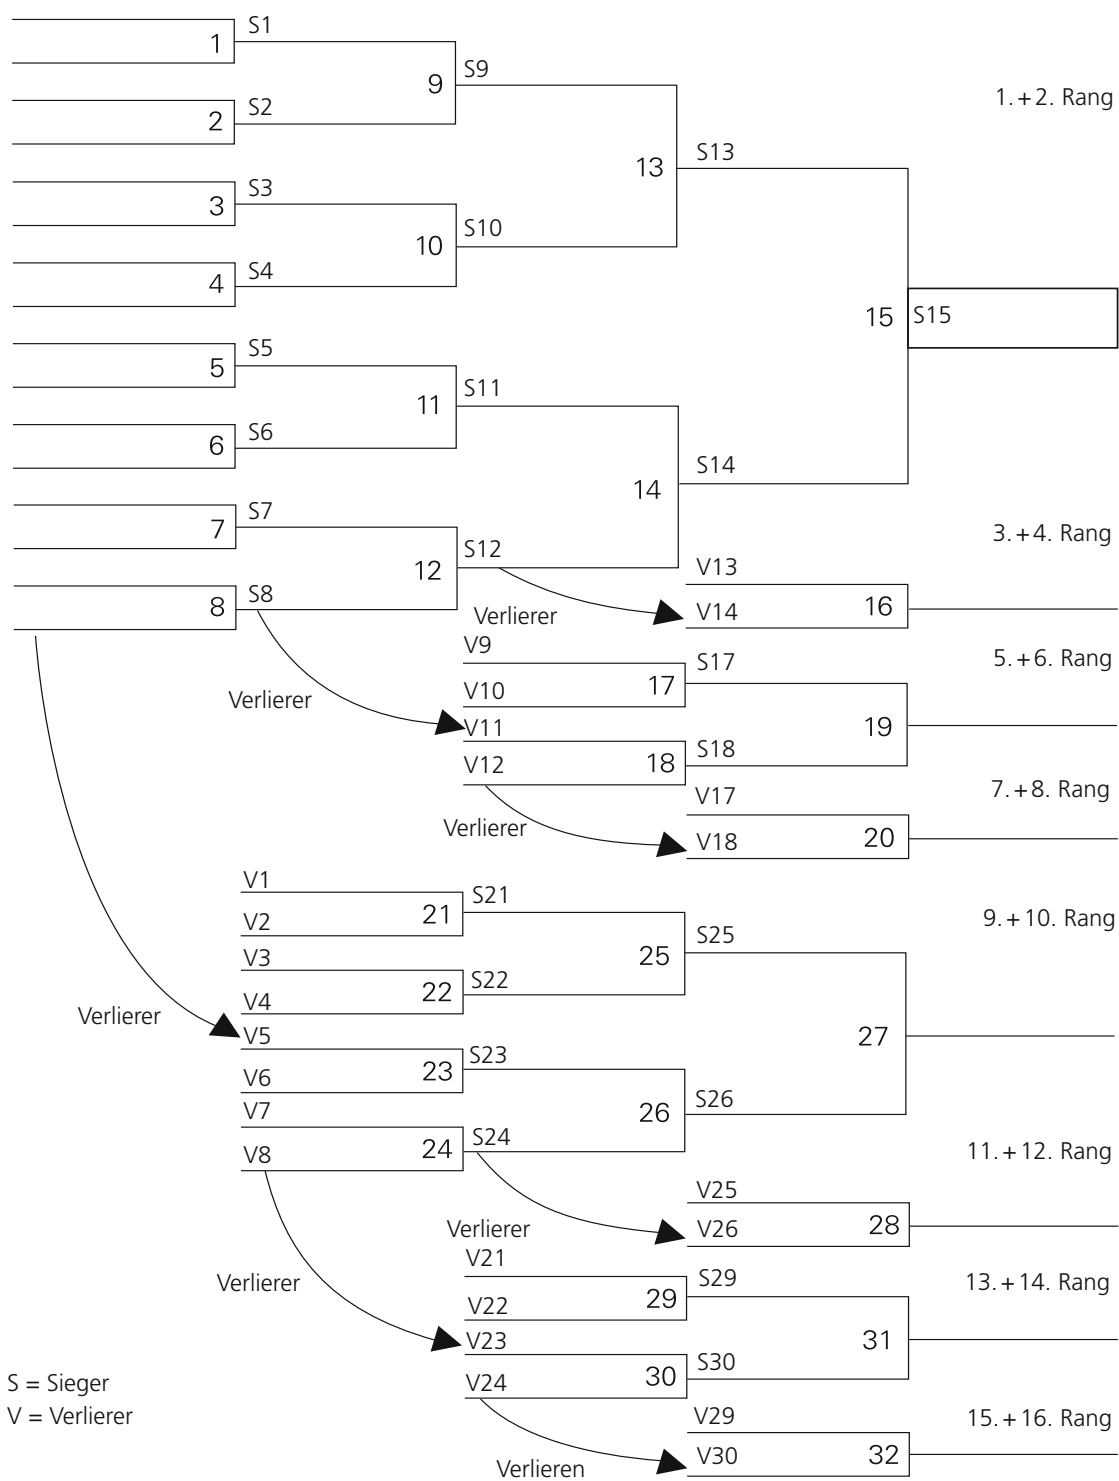 S1
1
S9
9
1.+2. Rang
S2
2
S13
13
S3
3
S10
10
S4
4
15 S15
S5
5
S11
11
S6
6
S14
14
S7
7
3.+4. Rang
S12
12
V13
S8
8
V14 16
Verlierer
V9
S17
5.+6. Rang
V10 17
Verlierer
V11
19
S18
V12 18
7.+8. Rang
V17
Verlierer
V18 20
V1
S21
V2 21
9.+10. Rang
S25
V3
25
S22
V4 22
Verlierer
V5
27
S23
V6 23
S26
V7
26
S24
V8 24
11.+12. Rang
V25
Verlierer
V26 28
V21
S29
13.+14. Rang
Verlierer
V22 29
V23
31
S30
V24 30
S = Sieger
V = Verlierer
V29
15.+16. Rang
V30 32
Verlieren